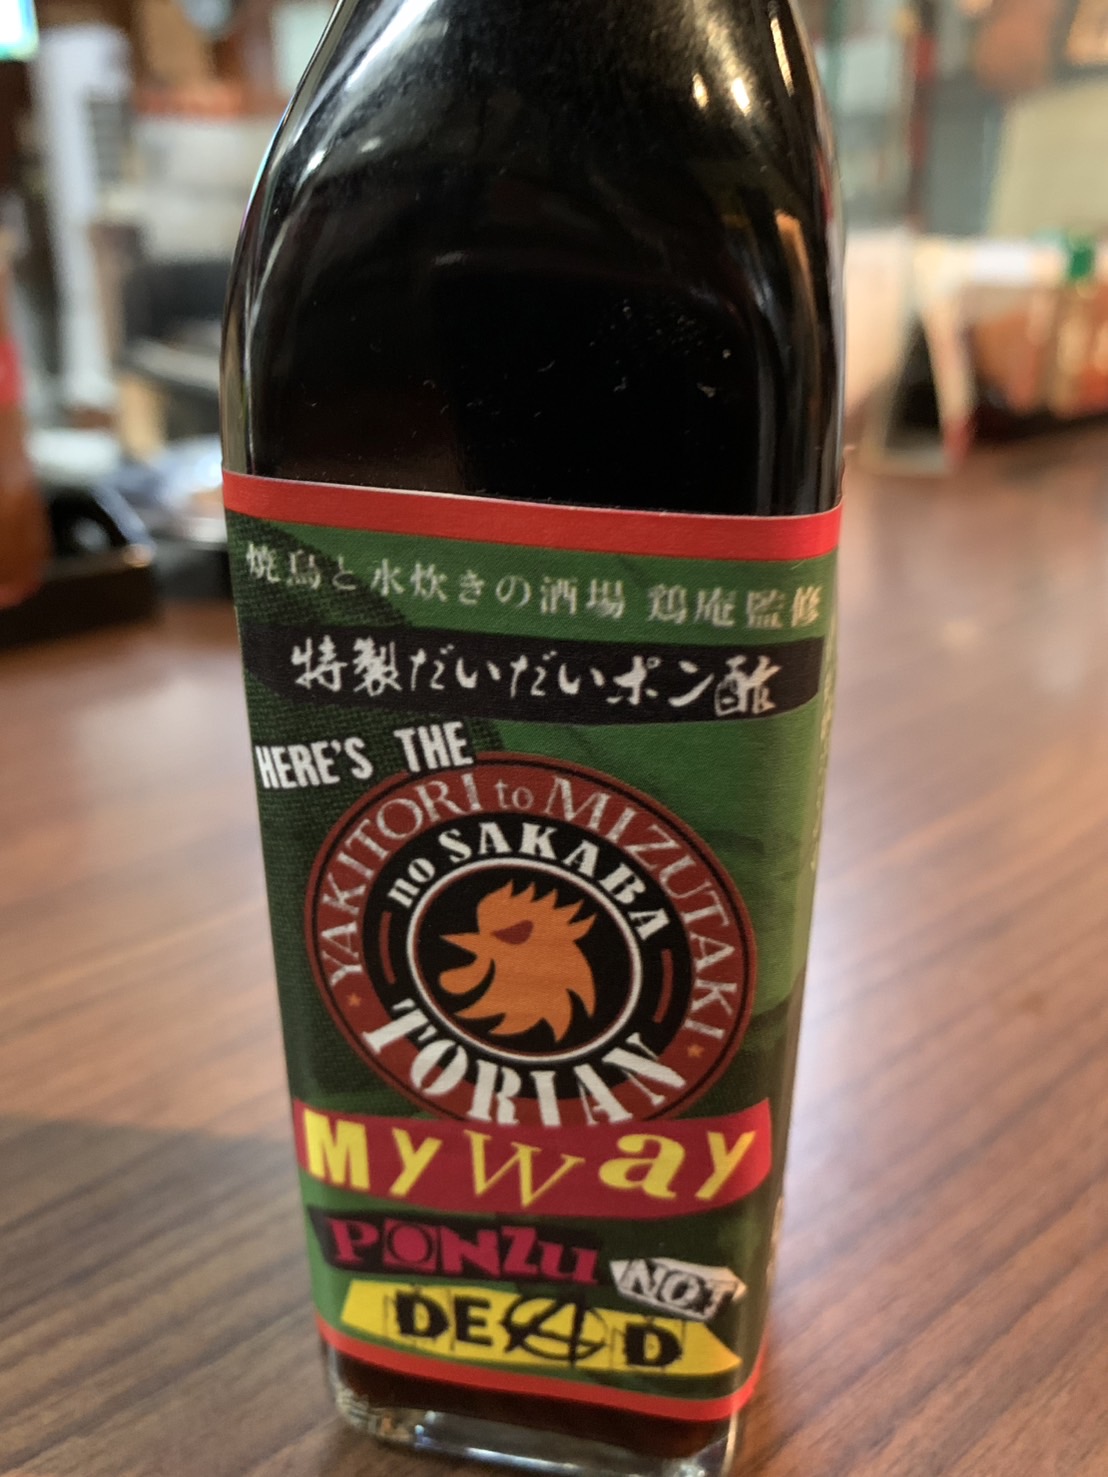 焼鳥と水炊きの酒場 鶏庵監修
特製だいだいポン酢
HERE'S THE
YAKITORI to MIZUTAKI
no SAKABA
TORIAN
MyWay
PONZu
NOT
DEAD